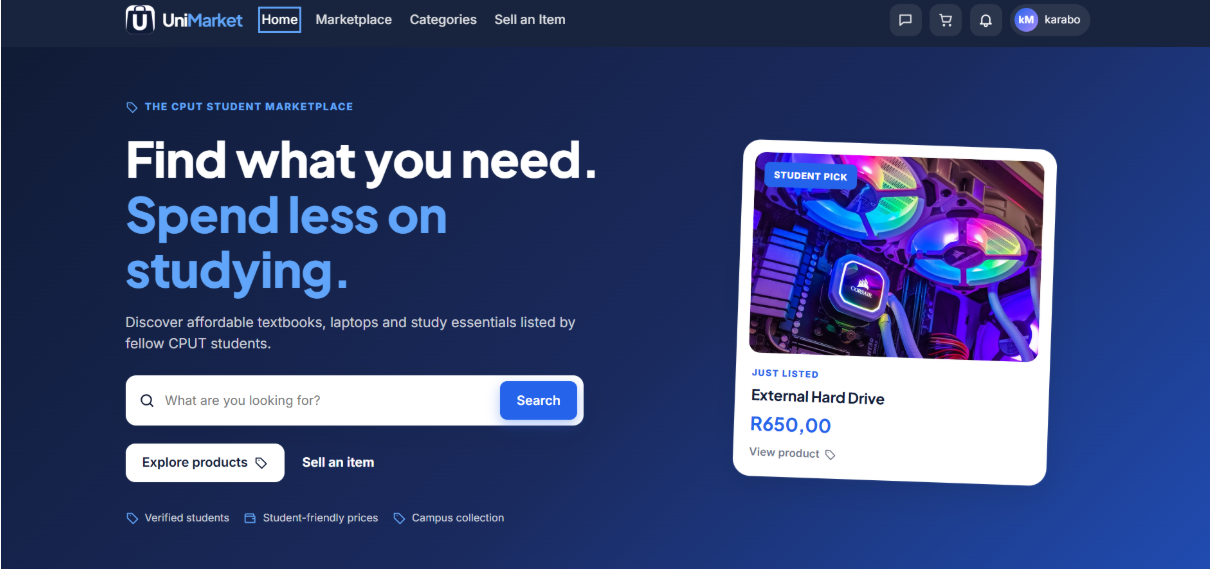 UniMarket Home Marketplace Categories Sell an Item kM karabo
THE CPUT STUDENT MARKETPLACE
Find what you need.
Spend less on
studying.
Discover affordable textbooks, laptops and study essentials listed by
fellow CPUT students.
What are you looking for? Search
Explore products Sell an item
Verified students Student-friendly prices Campus collection
STUDENT PICK
CORSAIR
JUST LISTED
External Hard Drive
R650,00
View product